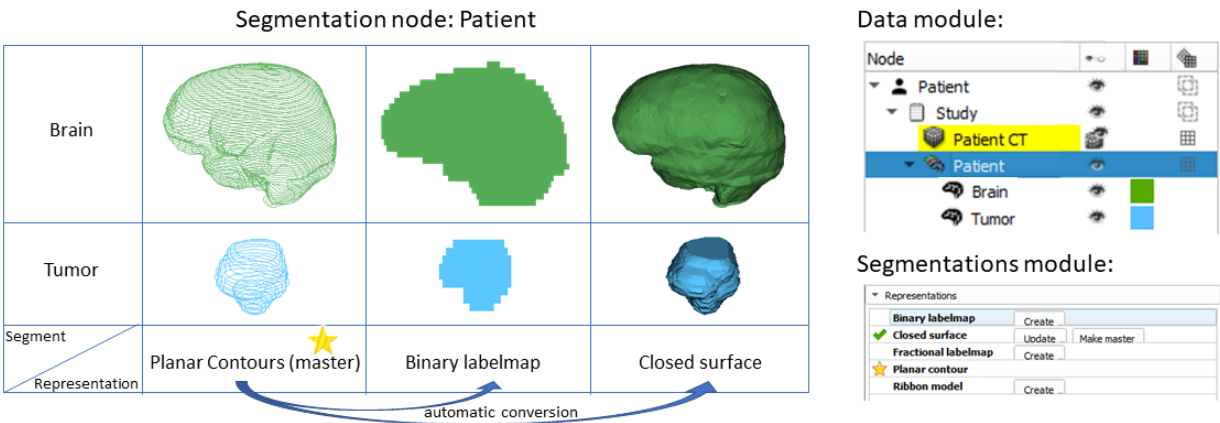 Segmentation node: Patient
Brain
Tumor
Segment
Representation
Planar Contours (master)
Binary labelmap
Closed surface
automatic conversion
Data module:
Node
Patient
Study
Patient CT
Patient
Brain
Tumor
Segmentations module:
Representations
Binary labelmap Create ...
Closed surface Update ... Make master
Fractional labelmap Create ...
Planar contour
Ribbon model Create ...